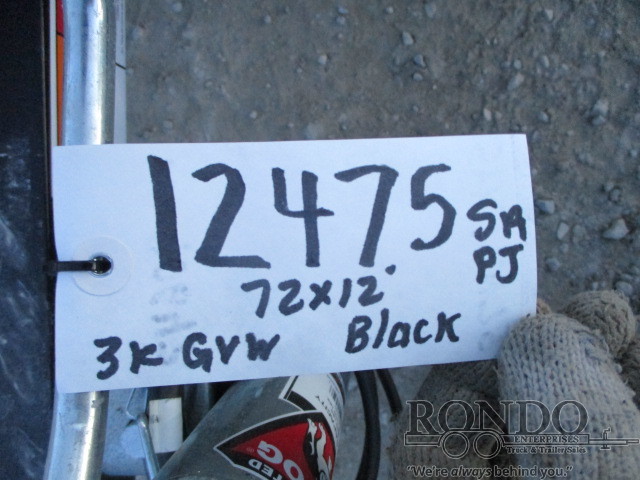 12475 SA
PJ
72x12'
3K GVW Black
RONDO
ENTERPRISES
Truck & Trailer Sales
"We're always behind you."